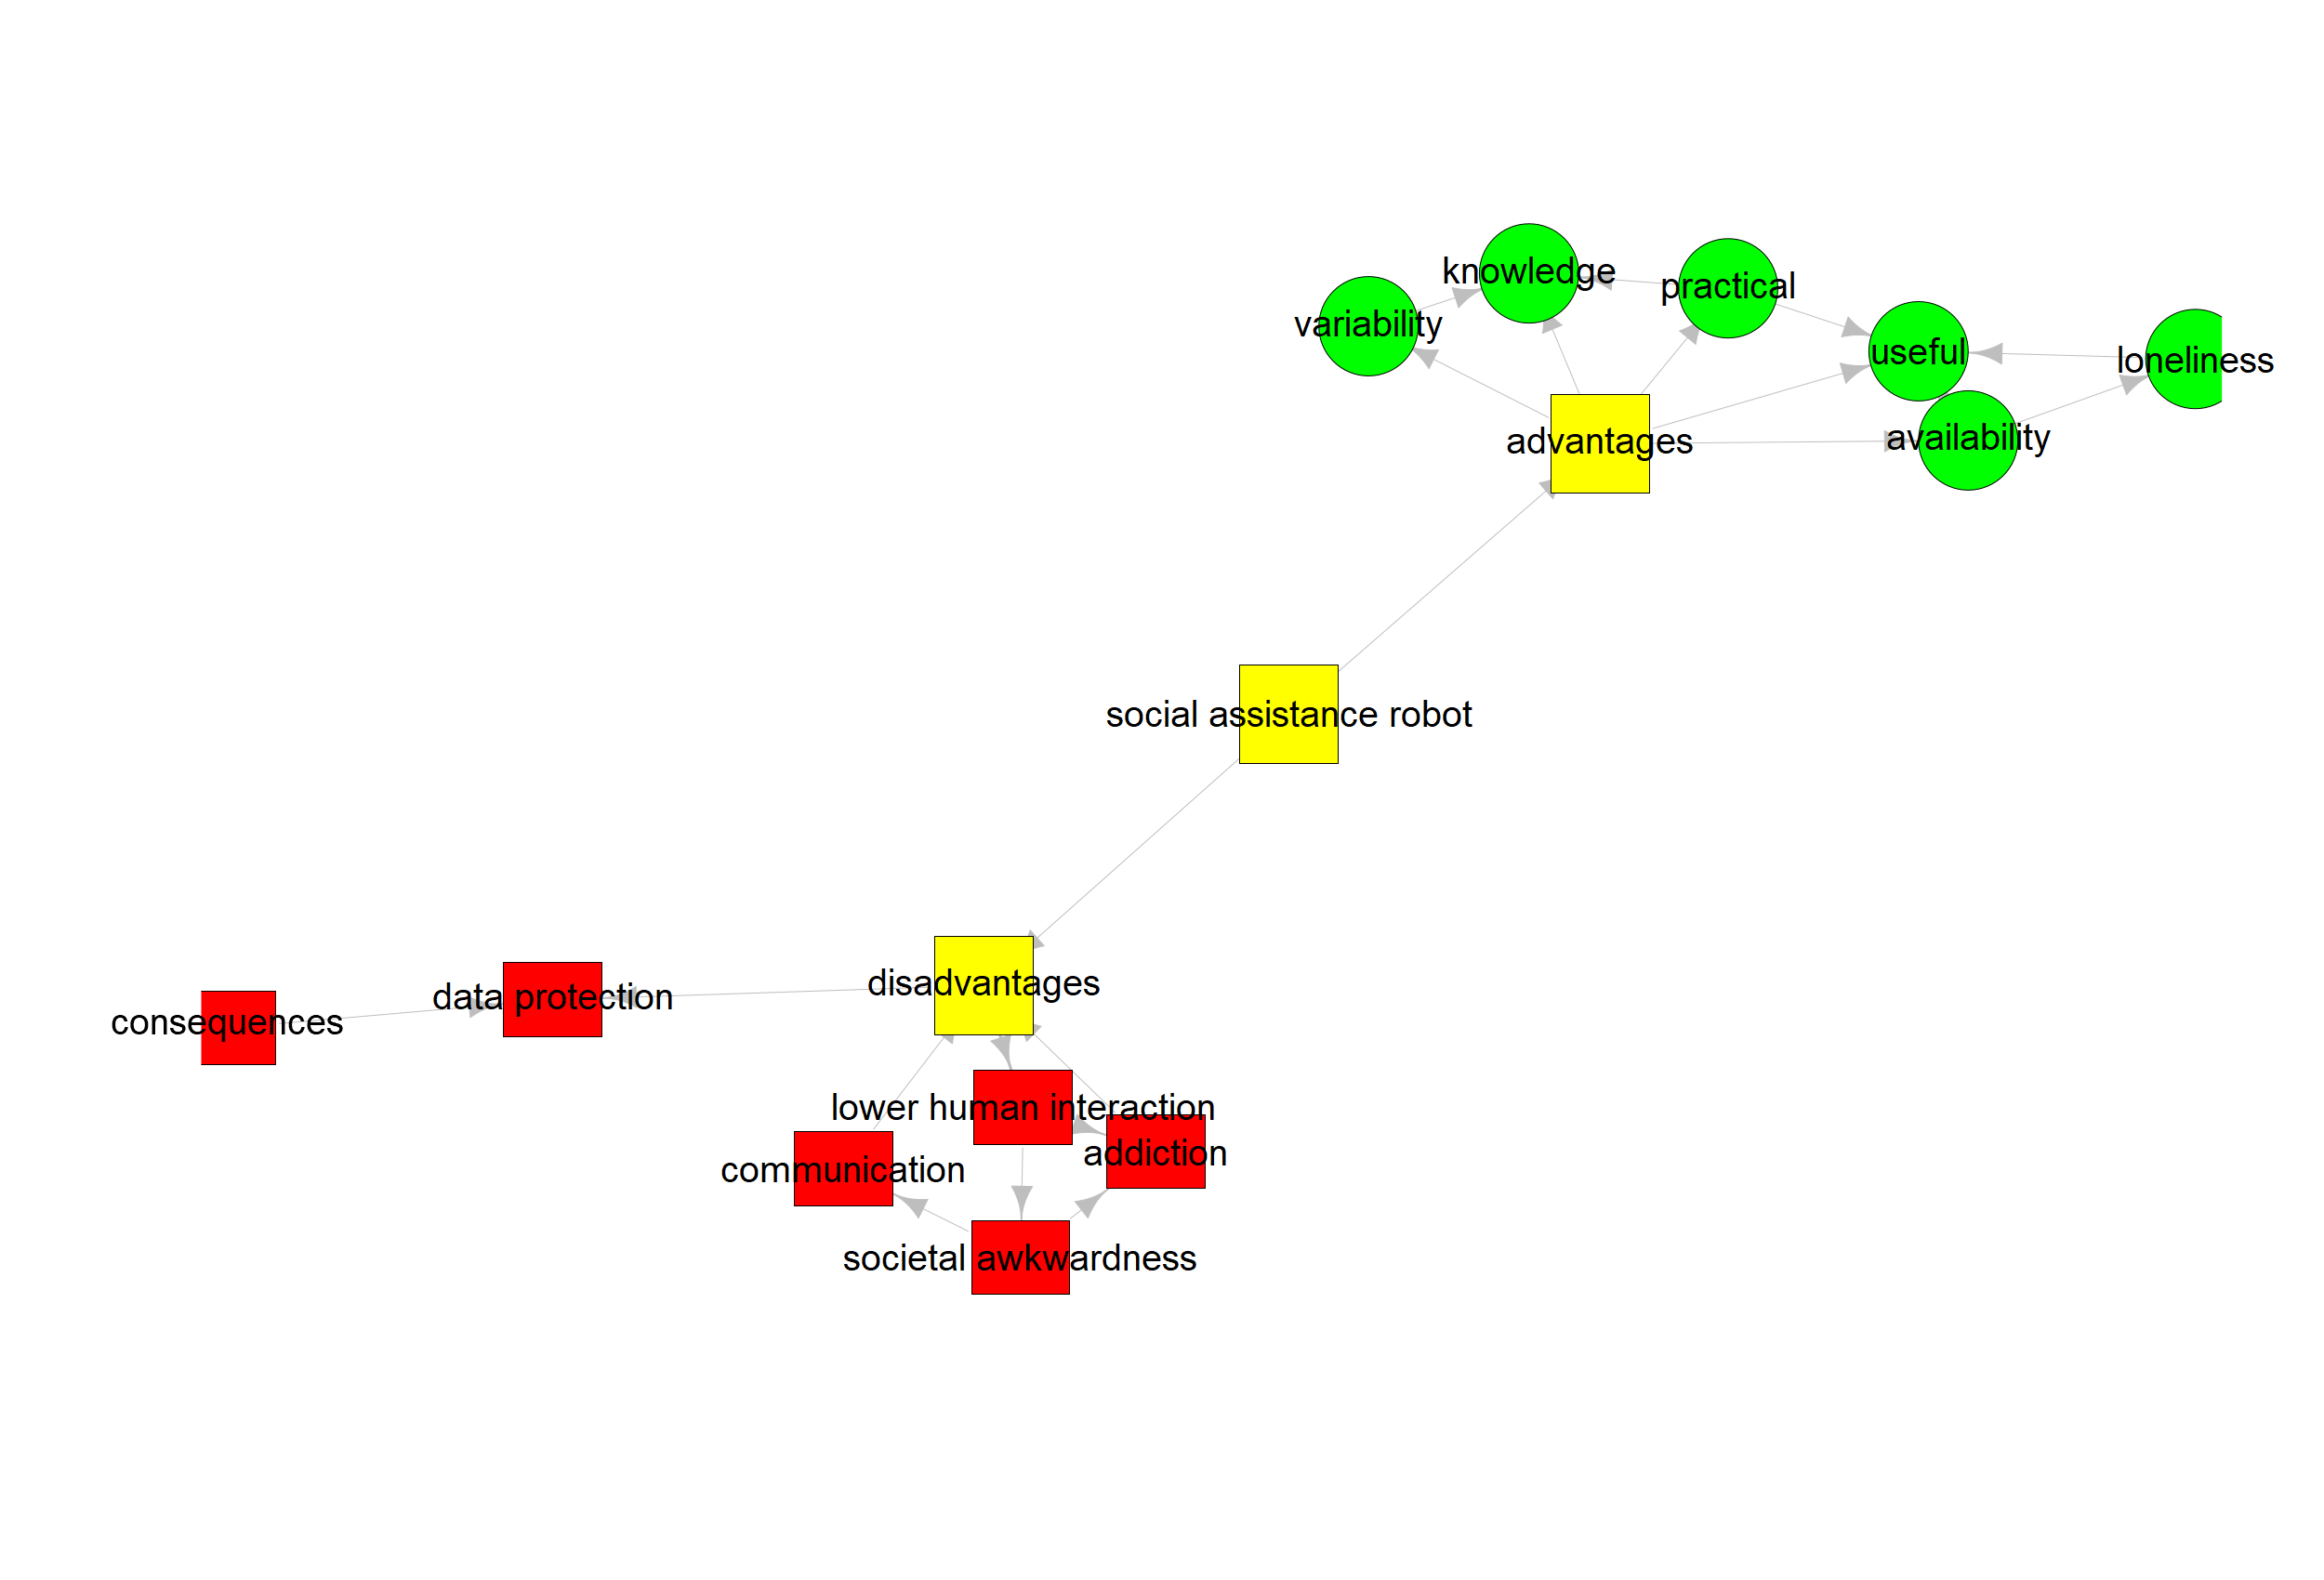 knowledge
practical
variability
useful
loneliness
availability
advantages
social assistance robot
disadvantages
data protection
consequences
lower human interaction
addiction
communication
societal awkwardness